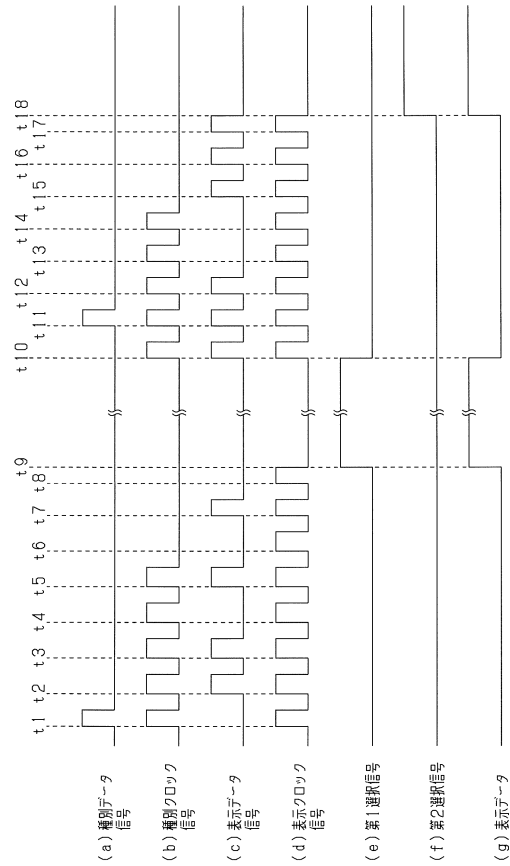 t1 t2 t3 t4 t5 t6 t7 t8 t9 t10 t11 t12 t13 t14 t15 t16 t17 t18
(a)種別データ
信号
(b)種別クロック
信号
(c)表示データ
信号
(d)表示クロック
信号
(e)第1選択信号
(f)第2選択信号
(g)表示データ